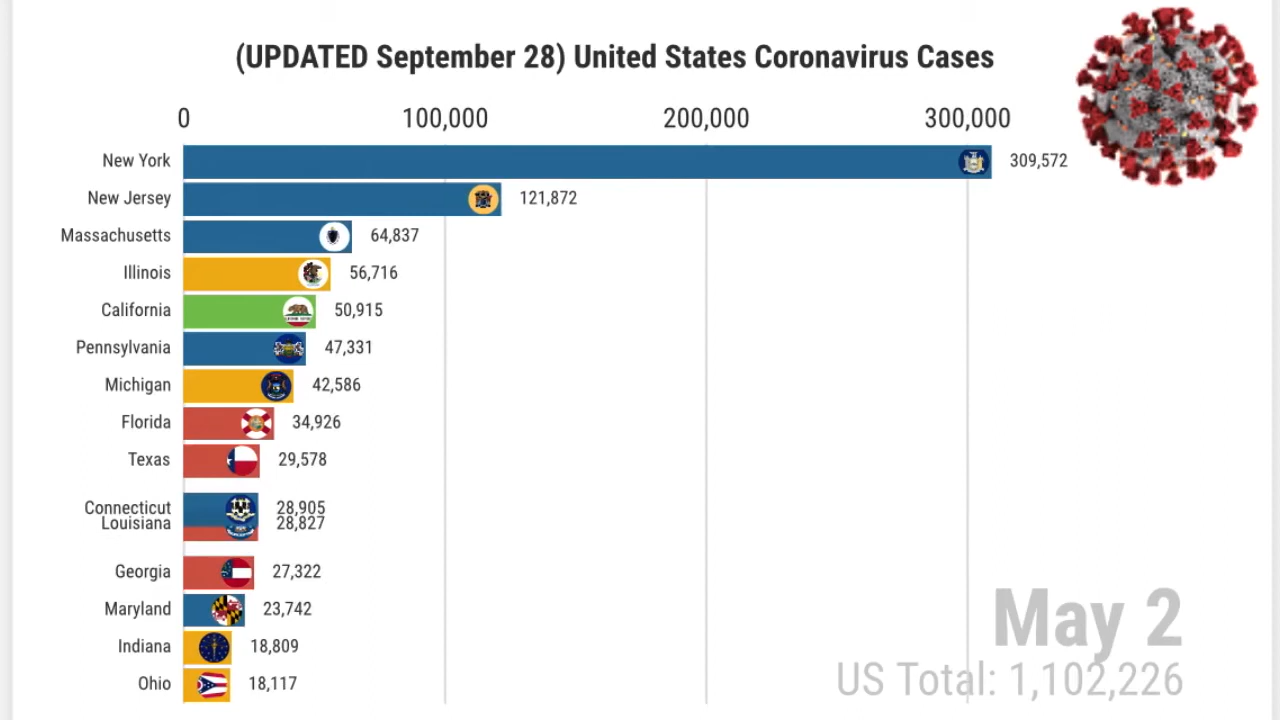 (UPDATED September 28) United States Coronavirus Cases
0 100,000 200,000 300,000
New York 309,572
New Jersey 121,872
Massachusetts 64,837
Illinois 56,716
California 50,915
Pennsylvania 47,331
Michigan 42,586
Florida 34,926
Texas 29,578
Connecticut 28,905
Louisiana 28,827
Georgia 27,322
Maryland 23,742
Indiana 18,809
Ohio 18,117
May 2
US Total: 1,102,226